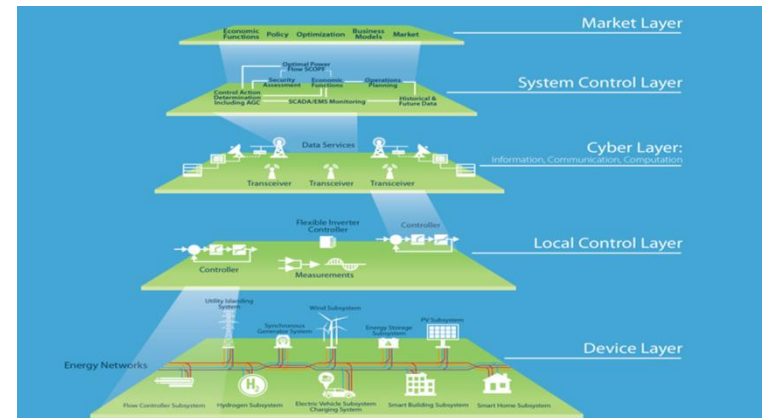 Market Layer
Economic Functions
Policy
Optimization
Business Models
Market
System Control Layer
Optimal Power
Flow SCOPF
Security
Assessment
Economic
Functions
Operations
Planning
Control Action
Determination
Including AGC
SCADA/EMS Monitoring
Historical &
Future Data
Cyber Layer:
Information, Communication, Computation
Data Services
Transceiver
Transceiver
Transceiver
Local Control Layer
Flexible Inverter
Controller
Controller
Controller
Measurements
Device Layer
Utility Islanding
System
Synchronous
Generator System
Wind Subsystem
Energy Storage
Subsystem
PV Subsystem
Energy Networks
H2
Flow Controller Subsystem
Hydrogen Subsystem
Electric Vehicle Subsystem
Charging System
Smart Building Subsystem
Smart Home Subsystem